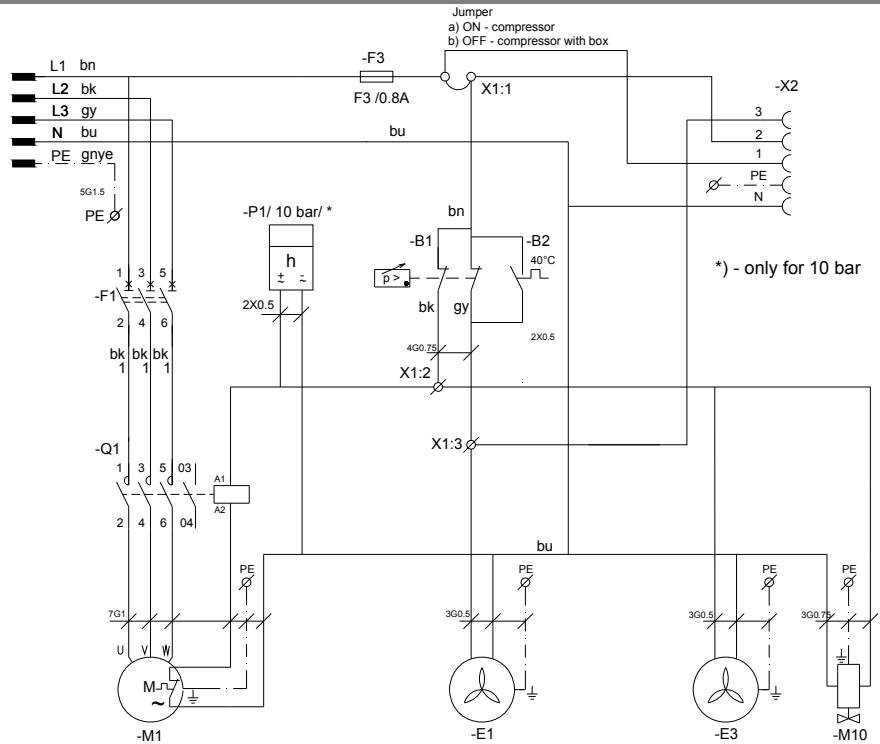 Jumper
a) ON - compressor
b) OFF - compressor with box
-F3
F3 /0.8A
X1:1
-X2
L1 bn
L2 bk
L3 gy
N bu
PE gnye
bu
5G1.5
PE
3
2
1
PE
N
-P1/ 10 bar/ *
h
±
~
2X0.5
bn
-B1
-B2
40°C
p >
bk
gy
2X0.5
4G0.75
*) - only for 10 bar
1 3 5
-F1
2 4 6
bk bk bk
1 1 1
X1:2
X1:3
-Q1
1 3 5 03
A1
A2
2 4 6 04
bu
PE
PE
PE
PE
7G1
3G0.5
3G0.5
3G0.75
U V W
M
~
-M1
-E1
-E3
-M10